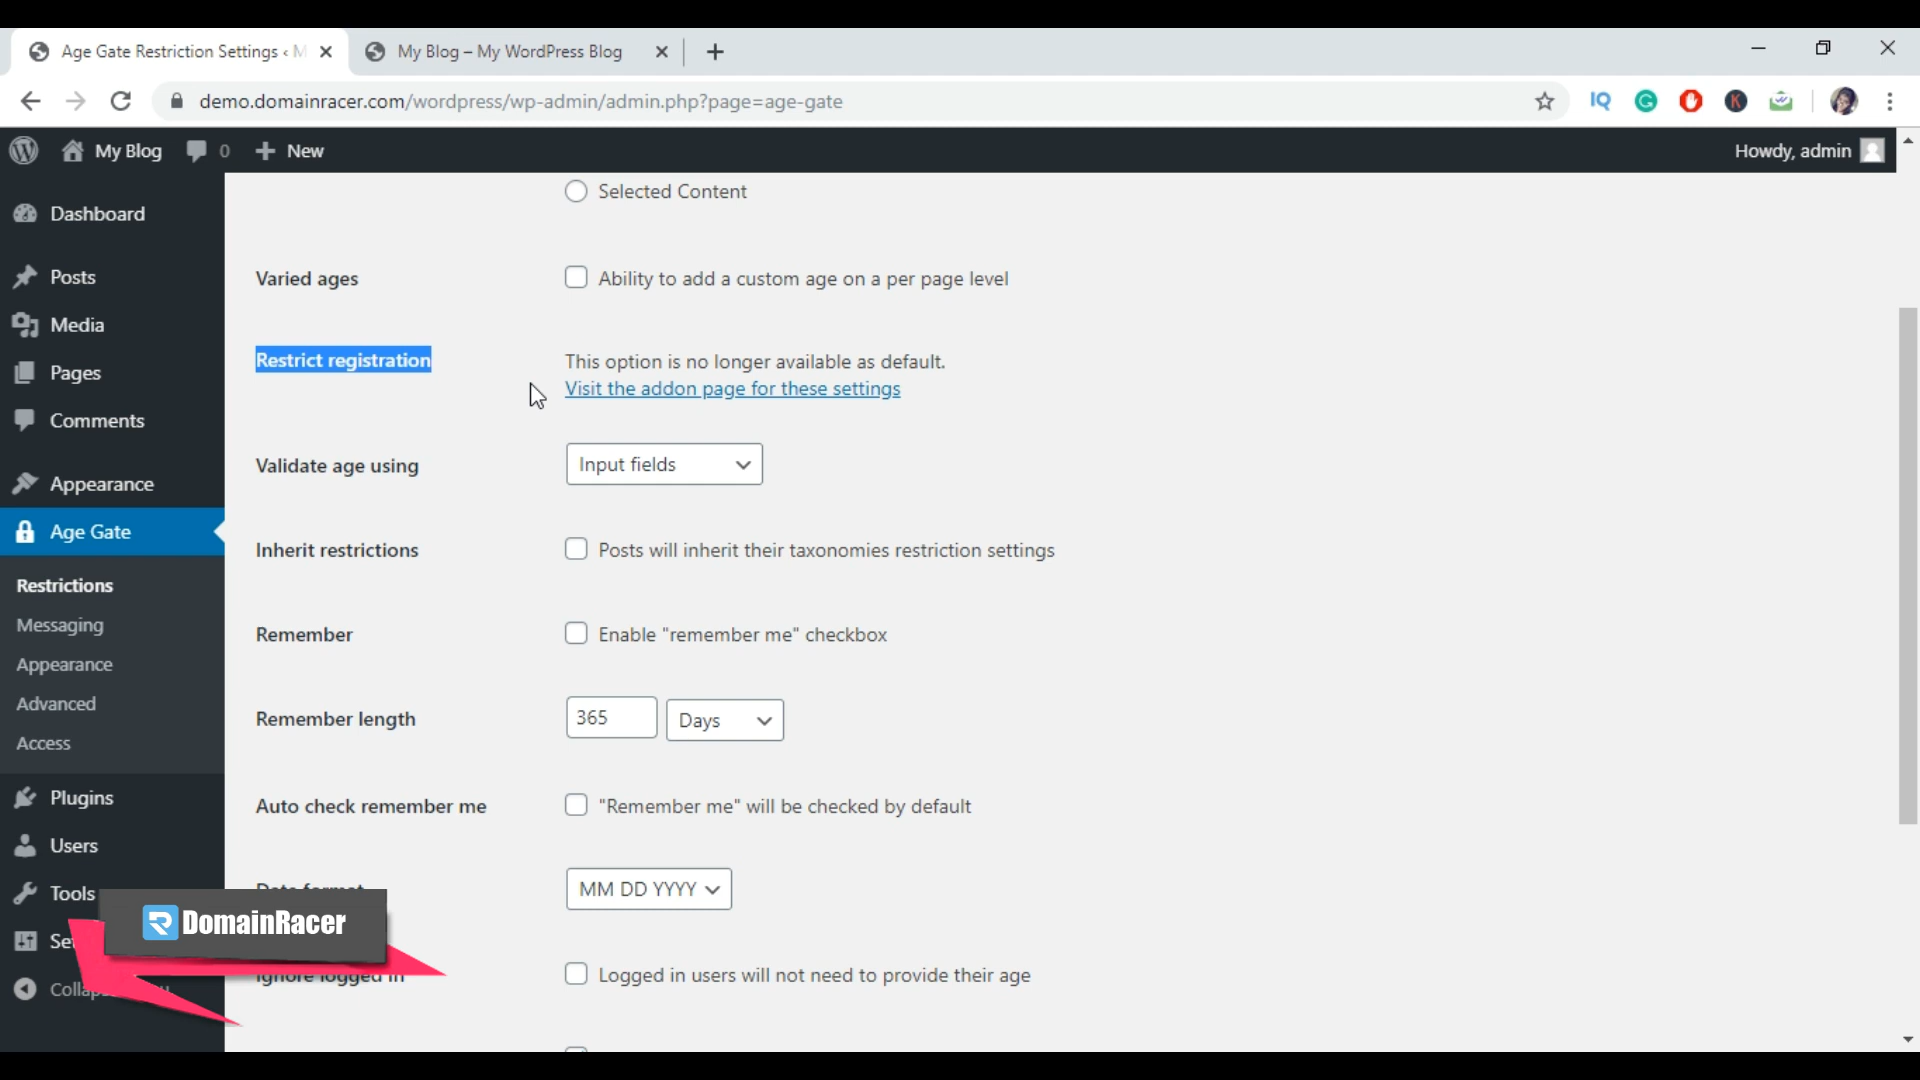 Age Gate Restriction Settings ‹ M
My Blog – My WordPress Blog
demo.domainracer.com/wordpress/wp-admin/admin.php?page=age-gate
IQ
K
My Blog
0
New
Howdy, admin
Dashboard
Posts
Media
Pages
Comments
Appearance
Age Gate
Restrictions
Messaging
Appearance
Advanced
Access
Plugins
Users
Tools
Selected Content
Varied ages
Ability to add a custom age on a per page level
Restrict registration
This option is no longer available as default.
Visit the addon page for these settings
Validate age using
Input fields
Inherit restrictions
Posts will inherit their taxonomies restriction settings
Remember
Enable "remember me" checkbox
Remember length
365
Days
Auto check remember me
"Remember me" will be checked by default
Date format
MM DD YYYY
Ignore logged in
Logged in users will not need to provide their age
DomainRacer